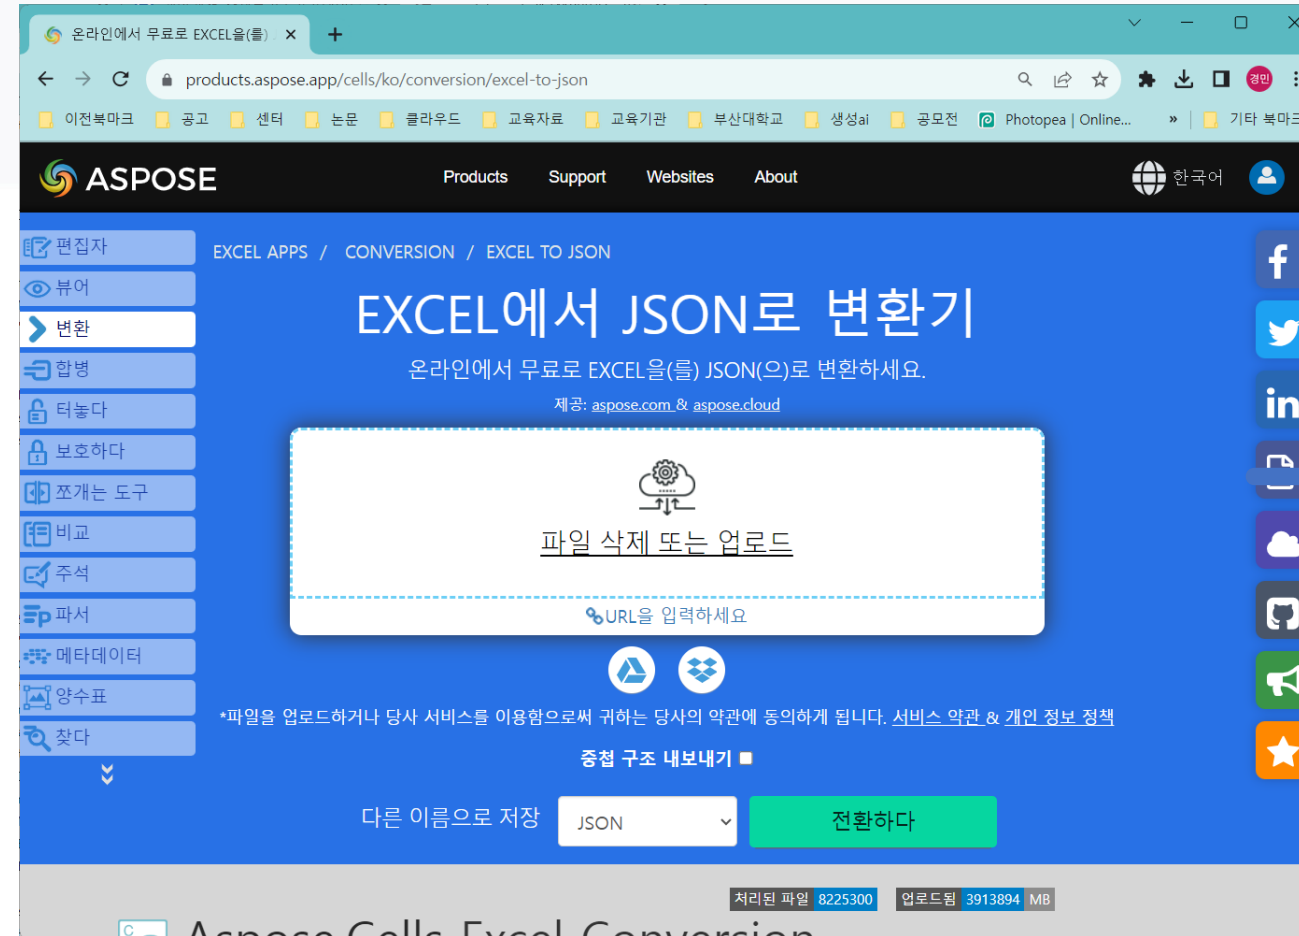 온라인에서 무료로 EXCEL을(를)
products.aspose.app/cells/ko/conversion/excel-to-json
경민
이전북마크 공고 센터 논문 클라우드 교육자료 교육기관 부산대학교 생성ai 공모전 Photopea | Online... » 기타 북마크
ASPOSE Products Support Websites About 한국어
편집자
뷰어
변환
합병
터놓다
보호하다
쪼개는 도구
비교
주석
파서
메타데이터
양수표
찾다
EXCEL APPS / CONVERSION / EXCEL TO JSON
EXCEL에서 JSON로 변환기
온라인에서 무료로 EXCEL을(를) JSON(으)로 변환하세요.
제공: aspose.com & aspose.cloud
파일 삭제 또는 업로드
URL을 입력하세요
*파일을 업로드하거나 당사 서비스를 이용함으로써 귀하는 당사의 약관에 동의하게 됩니다. 서비스 약관 & 개인 정보 정책
중첩 구조 내보내기
다른 이름으로 저장 JSON 전환하다
처리된 파일 8225300 업로드됨 3913894 MB
Aspose Cells Excel Conversion